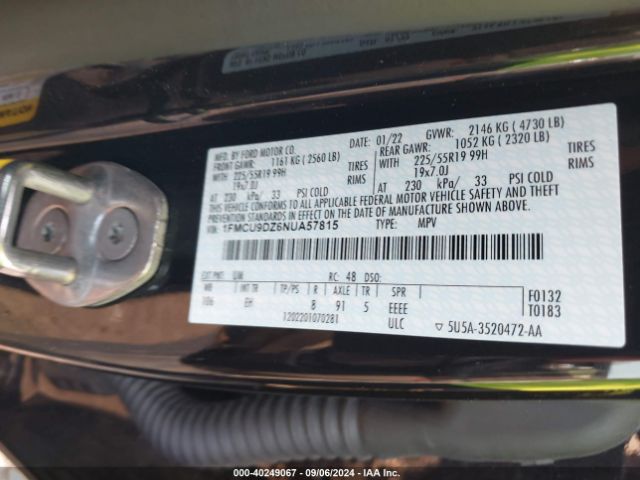 MFD. BY FORD MOTOR CO. 01/22 GVWR: 2146 KG ( 4730 LB)
FRONT GAWR: 1161 KG ( 2560 LB) REAR GAWR: 1052 KG ( 2320 LB)
225/55R19 99H TIRES WITH 225/55R19 99H TIRES
WITH 19x7.0J 19x7.0J RIMS
AT 230 kPa/ 33 PSI COLD AT 230 kPa/ 33 PSI COLD
THIS VEHICLE CONFORMS TO ALL APPLICABLE FEDERAL MOTOR VEHICLE SAFETY AND THEFT
PREVENTION STANDARDS IN EFFECT ON THE DATE OF MANUFACTURE SHOWN ABOVE.
VIN: 1FMCU9DZ6NUA57815 TYPE: MPV
EXT PNT: UM RC: 48 DSO:
WB INT TR TP/PS R AXLE TR SPR
106 EH 8 91 5 EEEE F0132
1202201070281 ULC T0183
5U5A-3520472-AA
000-40249067 - 09/06/2024 - IAA Inc.